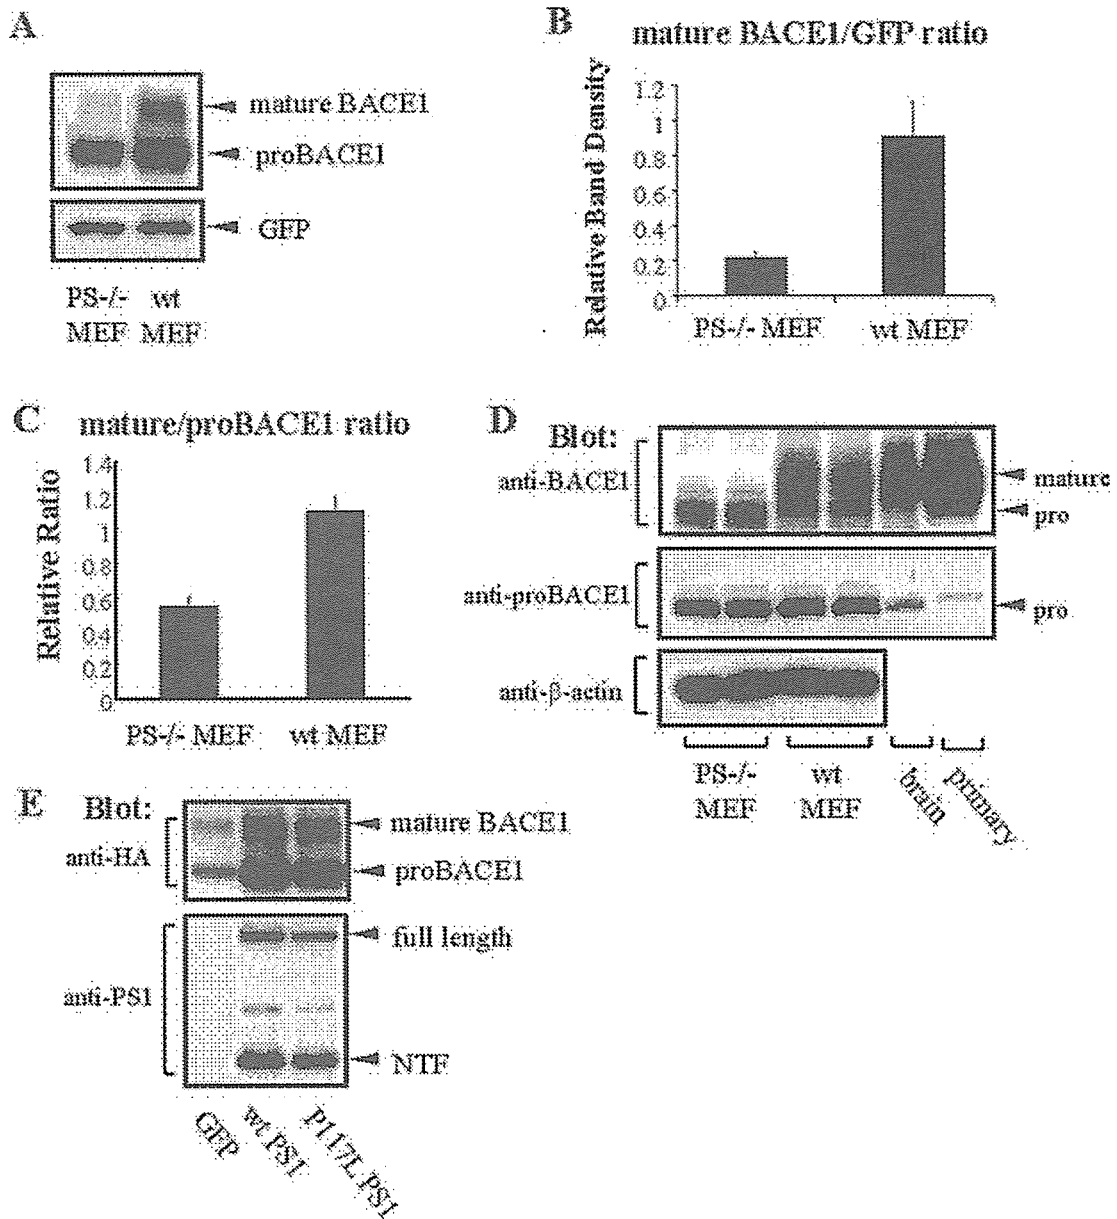 A
mature BACE1
proBACE1
GFP
PS-/-
MEF
wt
MEF
B
mature BACE1/GFP ratio
Relative Band Density
1.2
1
0.8
0.6
0.4
0.2
0
PS-/- MEF
wt MEF
C
mature/proBACE1 ratio
Relative Ratio
1.4
1.2
1
0.8
0.6
0.4
0.2
0
PS-/- MEF
wt MEF
D
Blot:
anti-BACE1
mature
pro
anti-proBACE1
pro
anti-β-actin
PS-/-
MEF
wt
MEF
brain
primary
E
Blot:
anti-HA
mature BACE1
proBACE1
full length
anti-PS1
NTF
GFP
wt PS1
P117L PS1